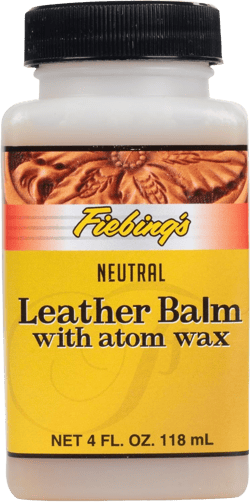 Fiebing's
NEUTRAL
Leather Balm
with atom wax
NET 4 FL. OZ. 118 mL